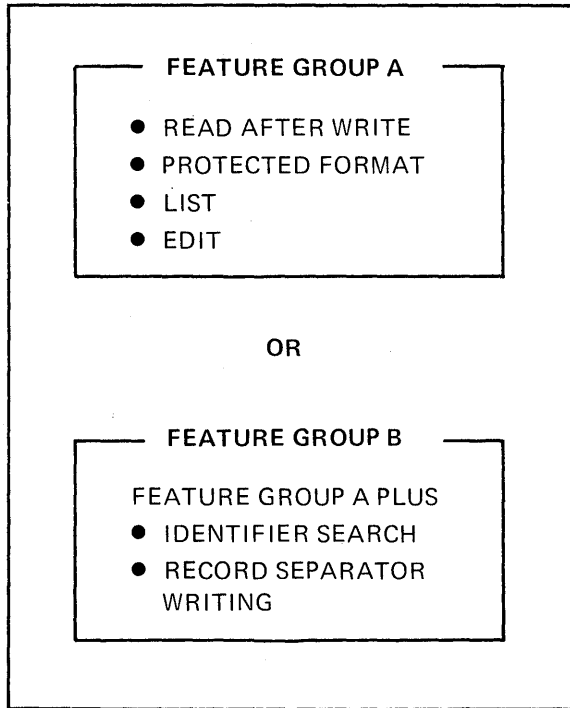 FEATURE GROUP A
● READ AFTER WRITE
● PROTECTED FORMAT
● LIST
● EDIT
OR
FEATURE GROUP B
FEATURE GROUP A PLUS
● IDENTIFIER SEARCH
● RECORD SEPARATOR
WRITING